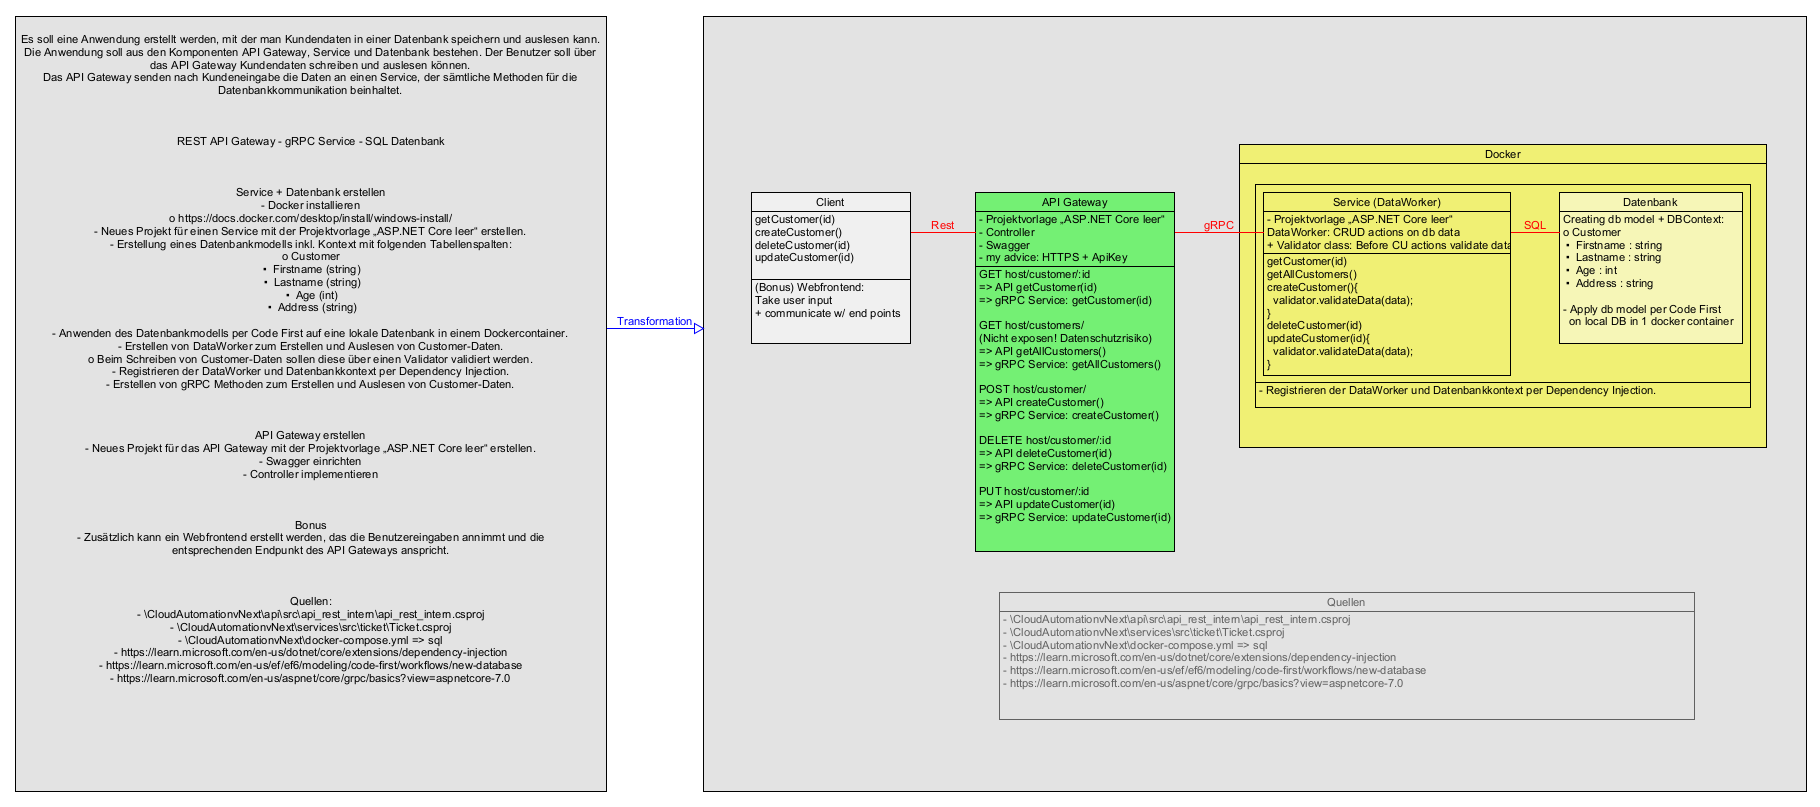 Es soll eine Anwendung erstellt werden, mit der man Kundendaten in einer Datenbank speichern und auslesen kann.
Die Anwendung soll aus den Komponenten API Gateway, Service und Datenbank bestehen. Der Benutzer soll über
das API Gateway Kundendaten schreiben und auslesen können.
Das API Gateway senden nach Kundeneingabe die Daten an einen Service, der sämtliche Methoden für die
Datenbankkommunikation beinhaltet.
REST API Gateway - gRPC Service - SQL Datenbank
Service + Datenbank erstellen
- Docker installieren
o https://docs.docker.com/desktop/install/windows-install/
- Neues Projekt für einen Service mit der Projektvorlage „ASP.NET Core leer“ erstellen.
- Erstellung eines Datenbankmodells inkl. Kontext mit folgenden Tabellenspalten:
o Customer
▪ Firstname (string)
▪ Lastname (string)
▪ Age (int)
▪ Address (string)
- Anwenden des Datenbankmodells per Code First auf eine lokale Datenbank in einem Dockercontainer.
- Erstellen von DataWorker zum Erstellen und Auslesen von Customer-Daten.
o Beim Schreiben von Customer-Daten sollen diese über einen Validator validiert werden.
- Registrieren der DataWorker und Datenbankkontext per Dependency Injection.
- Erstellen von gRPC Methoden zum Erstellen und Auslesen von Customer-Daten.
API Gateway erstellen
- Neues Projekt für das API Gateway mit der Projektvorlage „ASP.NET Core leer“ erstellen.
- Swagger einrichten
- Controller implementieren
Bonus
- Zusätzlich kann ein Webfrontend erstellt werden, das die Benutzereingaben annimmt und die
entsprechenden Endpunkt des API Gateways anspricht.
Quellen:
- \CloudAutomationvNext\api\src\api_rest_intern\api_rest_intern.csproj
- \CloudAutomationvNext\services\src\ticket\Ticket.csproj
- \CloudAutomationvNext\docker-compose.yml => sql
- https://learn.microsoft.com/en-us/dotnet/core/extensions/dependency-injection
- https://learn.microsoft.com/en-us/ef/ef6/modeling/code-first/workflows/new-database
- https://learn.microsoft.com/en-us/aspnet/core/grpc/basics?view=aspnetcore-7.0
Transformation
Client
getCustomer(id)
createCustomer()
deleteCustomer(id)
updateCustomer(id)
(Bonus) Webfrontend:
Take user input
+ communicate w/ end points
Rest
API Gateway
- Projektvorlage „ASP.NET Core leer“
- Controller
- Swagger
- my advice: HTTPS + ApiKey
GET host/customer/:id
=> API getCustomer(id)
=> gRPC Service: getCustomer(id)
GET host/customers/
(Nicht exposen! Datenschutzrisiko)
=> API getAllCustomers()
=> gRPC Service: getAllCustomers()
POST host/customer/
=> API createCustomer()
=> gRPC Service: createCustomer()
DELETE host/customer/:id
=> API deleteCustomer(id)
=> gRPC Service: deleteCustomer(id)
PUT host/customer/:id
=> API updateCustomer(id)
=> gRPC Service: updateCustomer(id)
gRPC
Docker
Service (DataWorker)
- Projektvorlage „ASP.NET Core leer“
DataWorker: CRUD actions on db data
+ Validator class: Before CU actions validate data
getCustomer(id)
getAllCustomers()
createCustomer(){
validator.validateData(data);
}
deleteCustomer(id)
updateCustomer(id){
validator.validateData(data);
}
SQL
Datenbank
Creating db model + DBContext:
o Customer
▪ Firstname : string
▪ Lastname : string
▪ Age : int
▪ Address : string
- Apply db model per Code First
on local DB in 1 docker container
- Registrieren der DataWorker und Datenbankkontext per Dependency Injection.
Quellen
- \CloudAutomationvNext\api\src\api_rest_intern\api_rest_intern.csproj
- \CloudAutomationvNext\services\src\ticket\Ticket.csproj
- \CloudAutomationvNext\docker-compose.yml => sql
- https://learn.microsoft.com/en-us/dotnet/core/extensions/dependency-injection
- https://learn.microsoft.com/en-us/ef/ef6/modeling/code-first/workflows/new-database
- https://learn.microsoft.com/en-us/aspnet/core/grpc/basics?view=aspnetcore-7.0